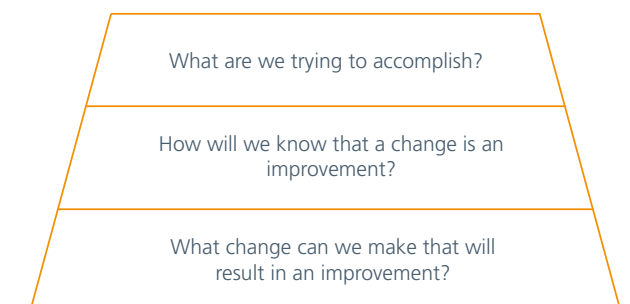 What are we trying to accomplish?
How will we know that a change is an
improvement?
What change can we make that will
result in an improvement?